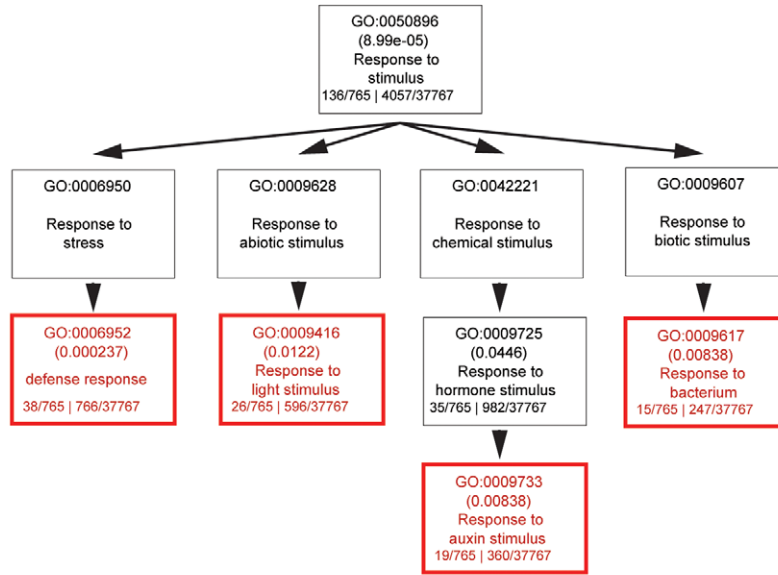 GO:0050896
(8.99e-05)
Response to
stimulus
136/765 | 4057/37767
GO:0006950
Response to
stress
GO:0009628
Response to
abiotic stimulus
GO:0042221
Response to
chemical stimulus
GO:0009607
Response to
biotic stimulus
GO:0006952
(0.000237)
defense response
38/765 | 766/37767
GO:0009416
(0.0122)
Response to
light stimulus
26/765 | 596/37767
GO:0009725
(0.0446)
Response to
hormone stimulus
35/765 | 982/37767
GO:0009617
(0.00838)
Response to
bacterium
15/765 | 247/37767
GO:0009733
(0.00838)
Response to
auxin stimulus
19/765 | 360/37767